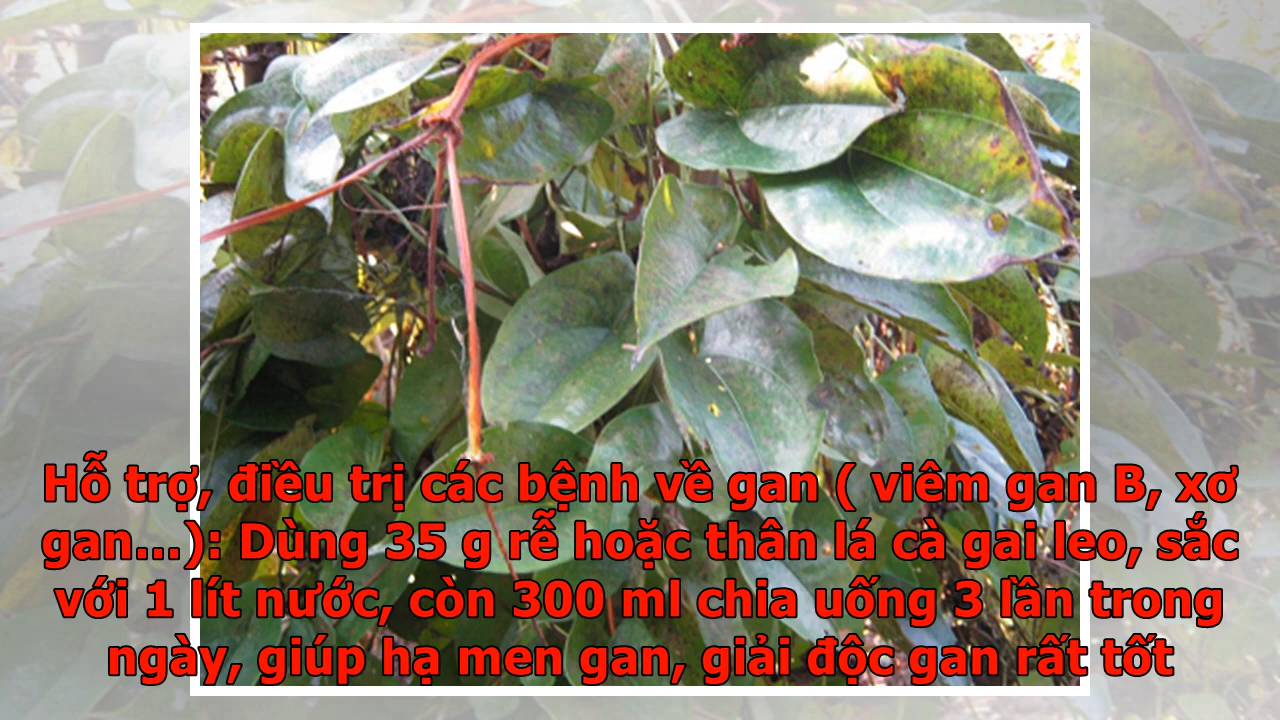 Hỗ trợ, điều trị các bệnh về gan ( viêm gan B, xơ
gan...): Dùng 35 g rễ hoặc thân lá cà gai leo, sắc
với 1 lít nước, còn 300 ml chia uống 3 lần trong
ngày, giúp hạ men gan, giải độc gan rất tốt